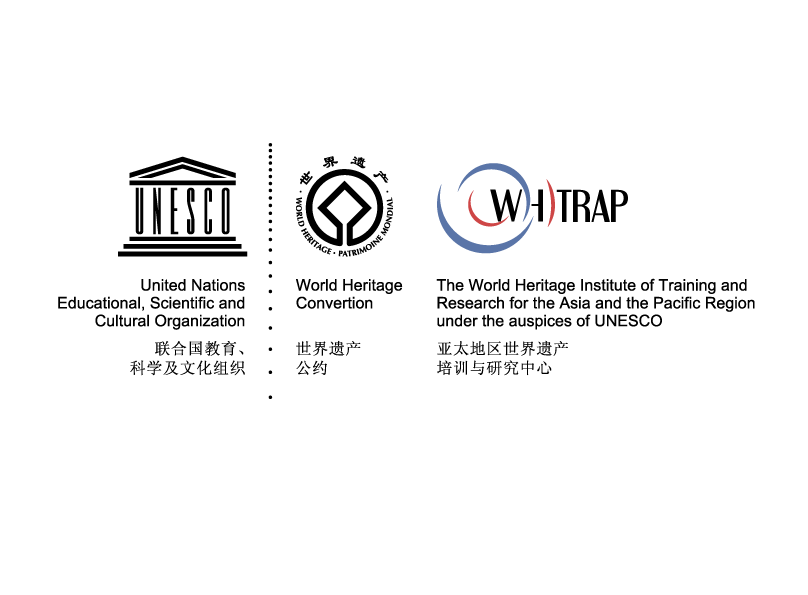 UNESCO
United Nations
Educational, Scientific and
Cultural Organization
联合国教育、
科学及文化组织
世界遗产
WORLD HERITAGE · PATRIMOINE MONDIAL
World Heritage
Convertion
世界遗产
公约
WHITRAP
The World Heritage Institute of Training and
Research for the Asia and the Pacific Region
under the auspices of UNESCO
亚太地区世界遗产
培训与研究中心